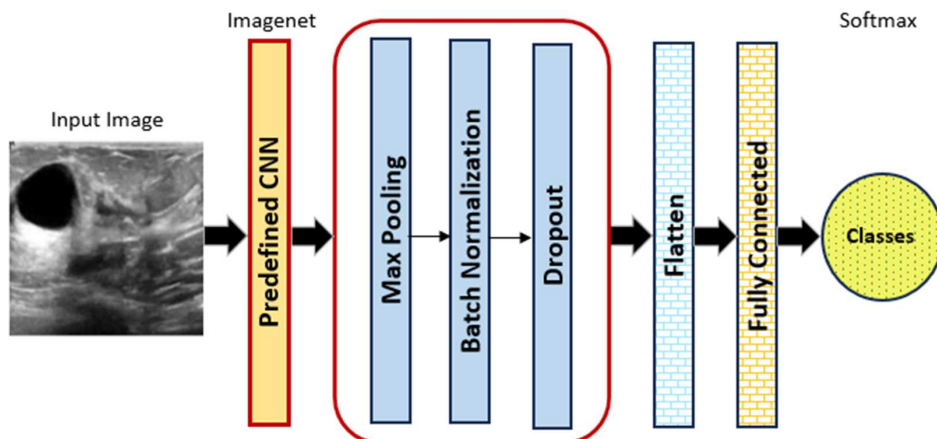 Imagenet
Softmax
Input Image
Predefined CNN
Max Pooling
Batch Normalization
Dropout
Flatten
Fully Connected
Classes